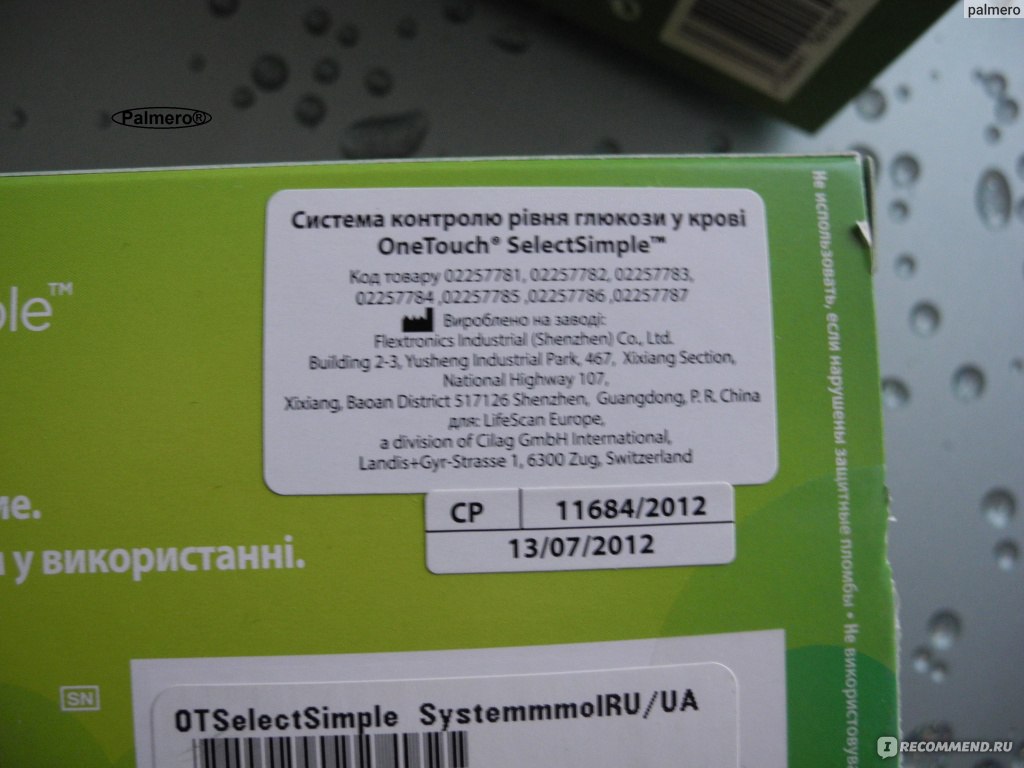 palmero
Palmero®
Система контролю рівня глюкози у крові
OneTouch® SelectSimple™
Код товару 02257781, 02257782, 02257783,
02257784 ,02257785 ,02257786 ,02257787
Вироблено на заводі:
Flextronics Industrial (Shenzhen) Co., Ltd.
Building 2-3, Yusheng Industrial Park, 467, Xixiang Section,
National Highway 107,
Xixiang, Baoan District 517126 Shenzhen, Guangdong, P. R. China
для: LifeScan Europe,
a division of Cilag GmbH International,
Landis+Gyr-Strasse 1, 6300 Zug, Switzerland
ple™
CP 11684/2012
13/07/2012
ие.
у використанні.
Не использовать, если нарушены защитные пломбы • Не використовува
SN
OTSelectSimple SystemmmolRU/UA
IRECOMMEND.RU